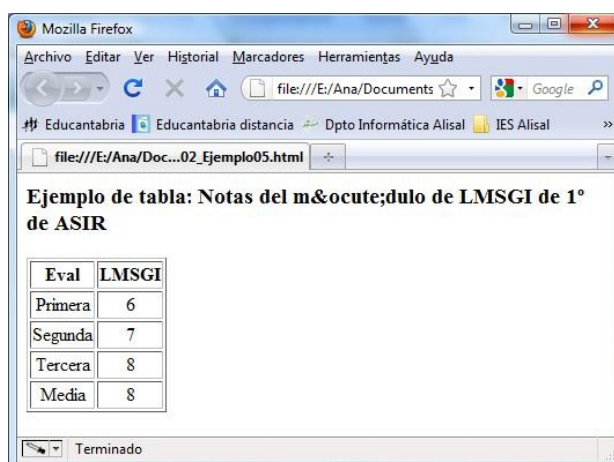 Mozilla Firefox
Archivo Editar Ver Historial Marcadores Herramientas Ayuda
file:///E:/Ana/Documents
Google
Educantabria Educantabria distancia Dpto Informática Alisal IES Alisal »
file:///E:/Ana/Doc...02_Ejemplo05.html
Ejemplo de tabla: Notas del m&ocute;dulo de LMSGI de 1º
de ASIR
Eval LMSGI
Primera 6
Segunda 7
Tercera 8
Media 8
Terminado